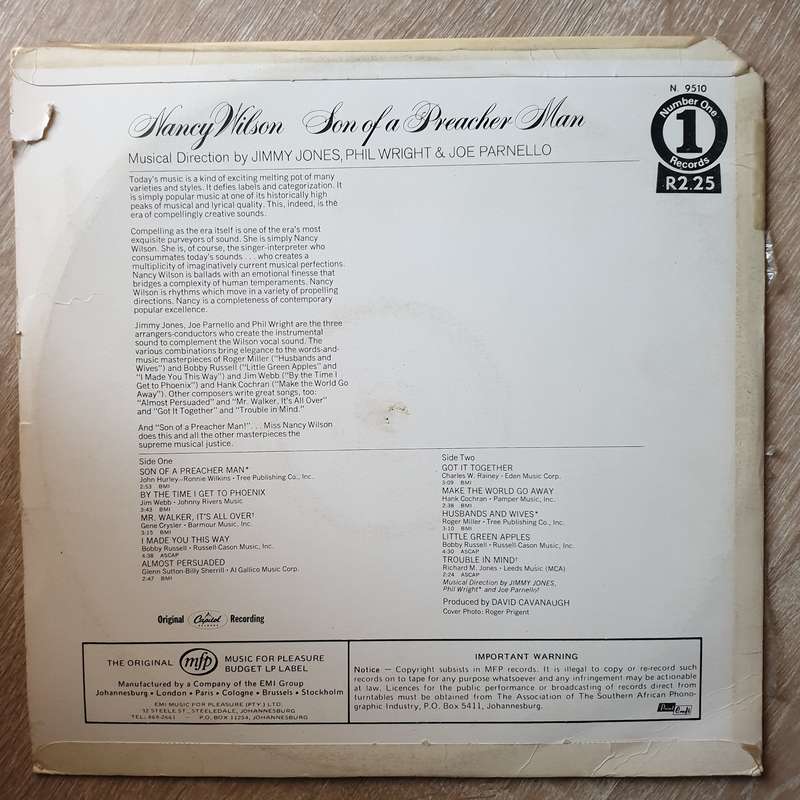 N. 9510
Number One
1
Records
R2.25
Nancy Wilson Son of a Preacher Man
Musical Direction by JIMMY JONES, PHIL WRIGHT & JOE PARNELLO
Today's music is a kind of exciting melting pot of many
varieties and styles. It defies labels and categorization. It
is simply popular music at one of its historically high
peaks of musical and lyrical quality. This, indeed, is the
era of compellingly creative sounds.
Compelling as the era itself is one of the era's most
exquisite purveyors of sound. She is simply Nancy
Wilson. She is, of course, the singer-interpreter who
consummates today's sounds . . . who creates a
multiplicity of imaginatively current musical perfections.
Nancy Wilson is ballads with an emotional finesse that
bridges a complexity of human temperaments. Nancy
Wilson is rhythms which move in a variety of propelling
directions. Nancy is a completeness of contemporary
popular excellence.
Jimmy Jones, Joe Parnello and Phil Wright are the three
arrangers-conductors who create the instrumental
sound to complement the Wilson vocal sound. The
various combinations bring elegance to the words-and-
music masterpieces of Roger Miller ("Husbands and
Wives") and Bobby Russell ("Little Green Apples" and
"I Made You This Way") and Jim Webb ("By the Time I
Get to Phoenix") and Hank Cochran ("Make the World Go
Away"). Other composers write great songs, too:
"Almost Persuaded" and "Mr. Walker, It's All Over"
and "Got It Together" and "Trouble in Mind."
And "Son of a Preacher Man!". . . Miss Nancy Wilson
does this and all the other masterpieces the
supreme musical justice.
Side One
SON OF A PREACHER MAN*
John Hurley-Ronnie Wilkins • Tree Publishing Co., Inc.
2:53 BMI
BY THE TIME I GET TO PHOENIX
Jim Webb • Johnny Rivers Music
3:43 BMI
MR. WALKER, IT'S ALL OVER†
Gene Crysler • Barmour Music, Inc.
3:15 BMI
I MADE YOU THIS WAY
Bobby Russell • Russell-Cason Music, Inc.
4:38 ASCAP
ALMOST PERSUADED
Glenn Sutton-Billy Sherrill • Al Gallico Music Corp.
2:47 BMI
Side Two
GOT IT TOGETHER
Charles W. Rainey • Eden Music Corp.
3:09 BMI
MAKE THE WORLD GO AWAY
Hank Cochran • Pamper Music, Inc.
2:38 BMI
HUSBANDS AND WIVES*
Roger Miller • Tree Publishing Co., Inc.
3:10 BMI
LITTLE GREEN APPLES
Bobby Russell • Russell-Cason Music, Inc.
4:30 ASCAP
TROUBLE IN MIND†
Richard M. Jones • Leeds Music (MCA)
2:24 ASCAP
Musical Direction by JIMMY JONES,
Phil Wright* and Joe Parnello†
Produced by DAVID CAVANAUGH
Cover Photo: Roger Prigent
Original Capitol RECORDS Recording
THE ORIGINAL mfp MUSIC FOR PLEASURE
BUDGET LP LABEL
Manufactured by a Company of the EMI Group
Johannesburg • London • Paris • Cologne • Brussels • Stockholm
EMI MUSIC FOR PLEASURE (PTY.) LTD.
12 STEELE ST., STEELEDALE, JOHANNESBURG
TEL.: 869-2661 - P.O. BOX 11254, JOHANNESBURG
IMPORTANT WARNING
Notice — Copyright subsists in MFP records. It is illegal to copy or re-record such
records on to tape for any purpose whatsoever and any infringement may be actionable
at law. Licences for the public performance or broadcasting of records direct from
turntables must be obtained from The Association of The Southern African Phono-
graphic Industry, P.O. Box 5411, Johannesburg.